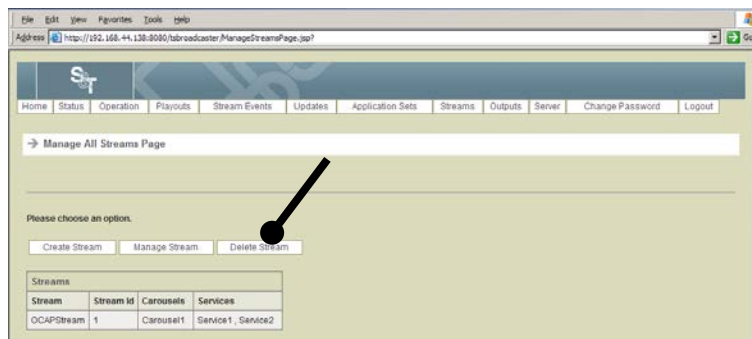 File Edit View Favorites Tools Help
Address http://192.168.44.138:8080/tsbroadcaster/ManageStreamsPage.jsp? Go
S&T
Home Status Operation Playouts Stream Events Updates Application Sets Streams Outputs Server Change Password Logout
Manage All Streams Page
Please choose an option.
Create Stream Manage Stream Delete Stream
Streams
Stream Stream Id Carousels Services
OCAPStream 1 Carousel1 Service1 , Service2